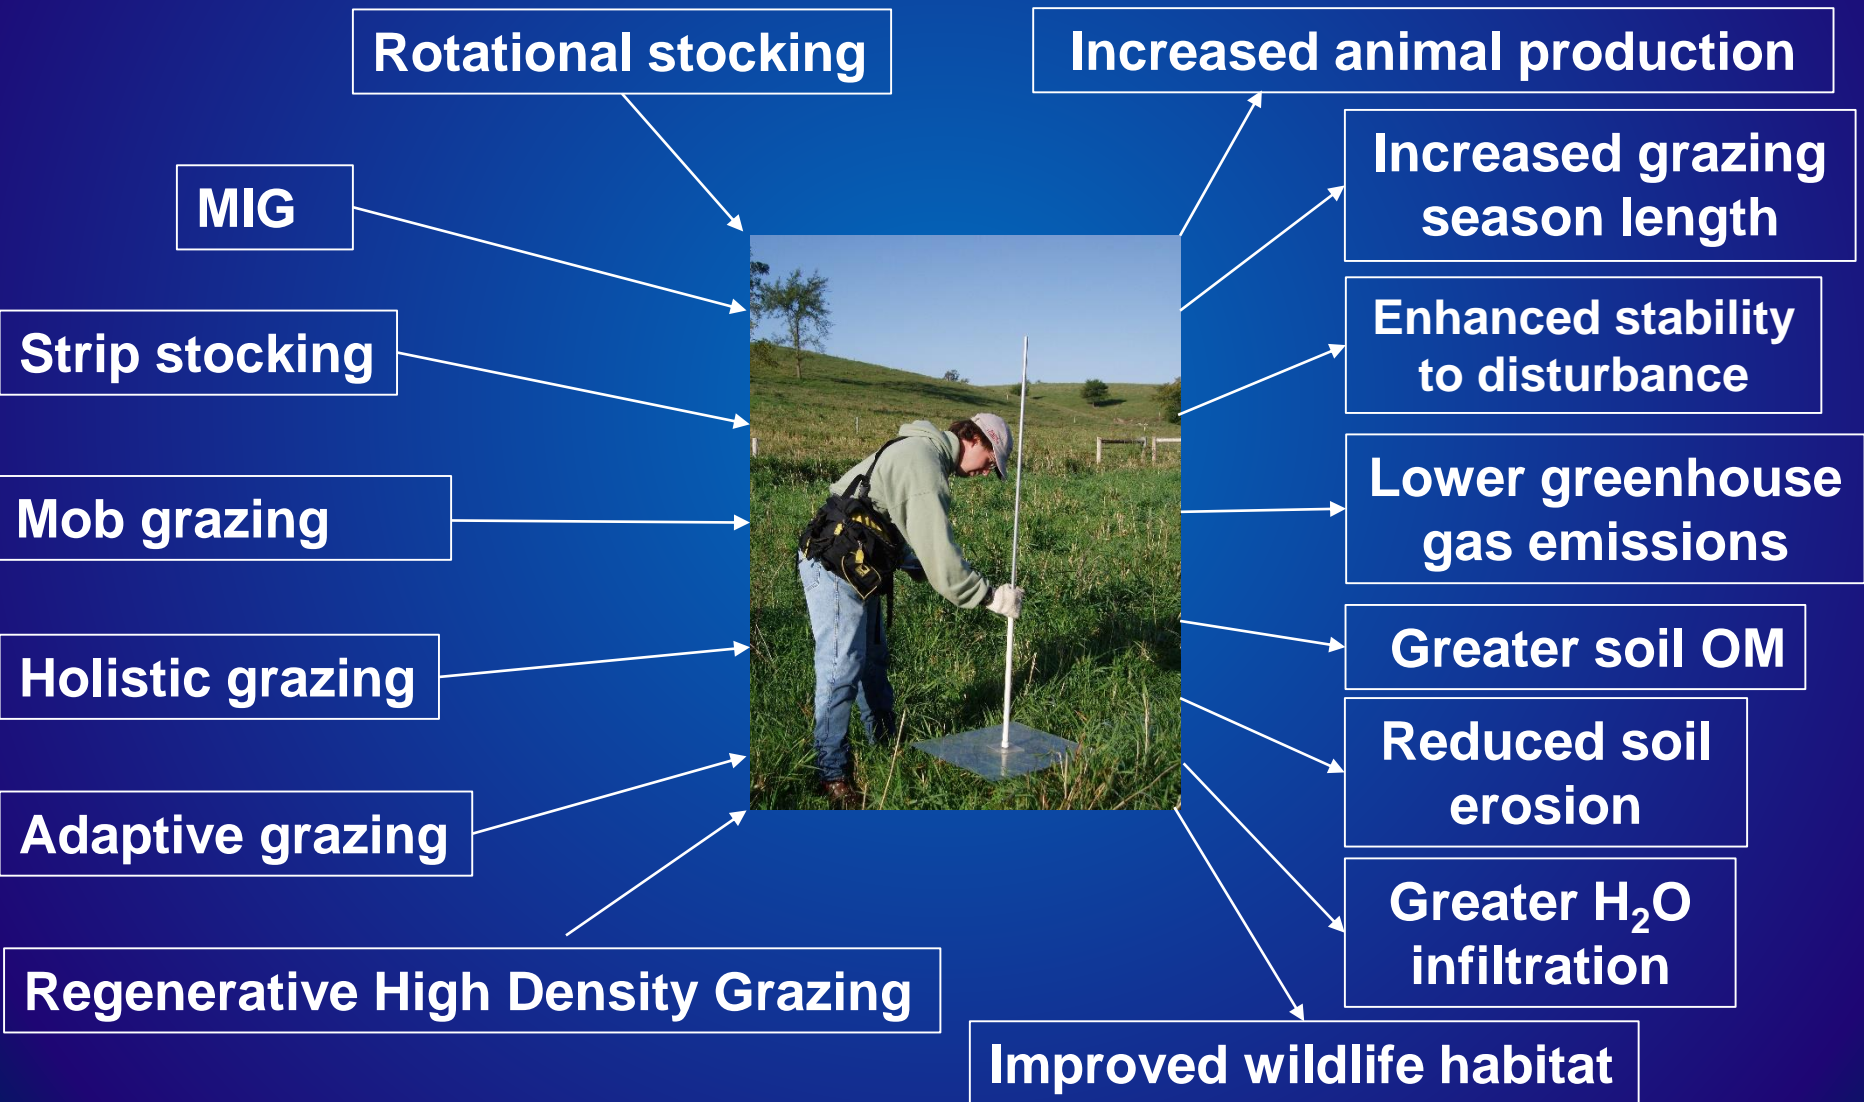 Rotational stocking
MIG
Strip stocking
Mob grazing
Holistic grazing
Adaptive grazing
Regenerative High Density Grazing
Increased animal production
Increased grazing
season length
Enhanced stability
to disturbance
Lower greenhouse
gas emissions
Greater soil OM
Reduced soil
erosion
Greater H₂O
infiltration
Improved wildlife habitat